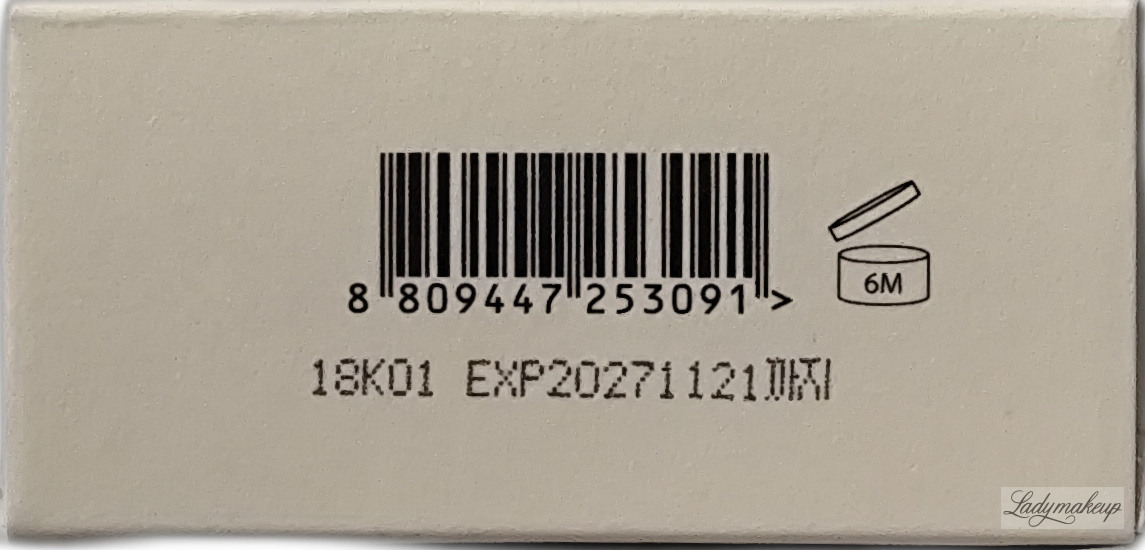 8 809447 253091 >
6M
18K01 EXP20271121까지
Ladymakeup